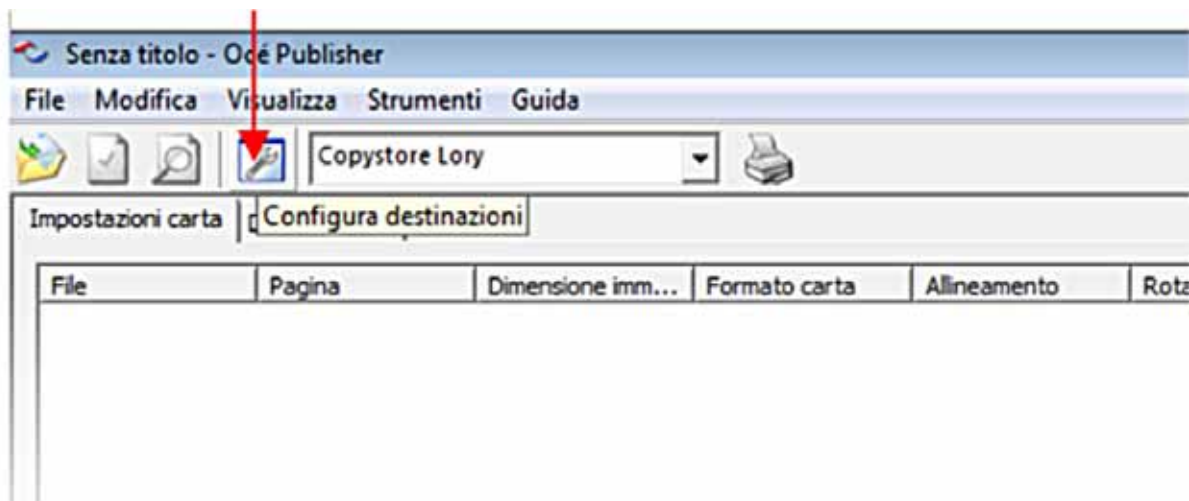 Senza titolo - Océ Publisher
File Modifica Visualizza Strumenti Guida
Copystore Lory
Impostazioni carta
Configura destinazioni
File Pagina Dimensione imm... Formato carta Allineamento Rota